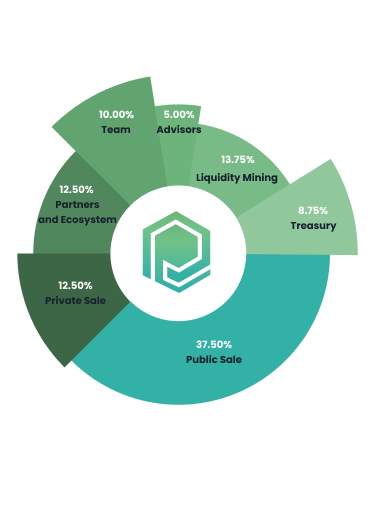 10.00%
Team
5.00%
Advisors
13.75%
Liquidity Mining
8.75%
Treasury
12.50%
Partners
and Ecosystem
12.50%
Private Sale
37.50%
Public Sale